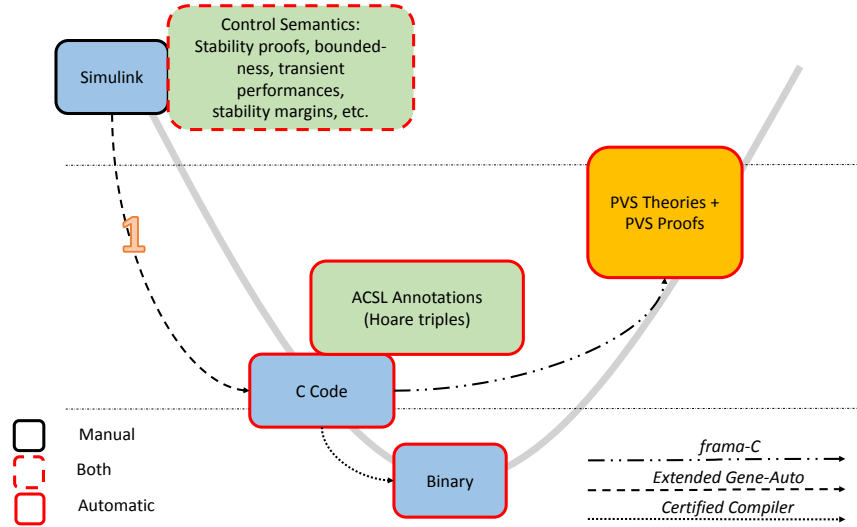 Control Semantics:
Stability proofs, bounded-
ness, transient
performances,
stability margins, etc.
Simulink
1
PVS Theories +
PVS Proofs
ACSL Annotations
(Hoare triples)
C Code
Binary
Manual
Both
Automatic
frama-C
Extended Gene-Auto
Certified Compiler